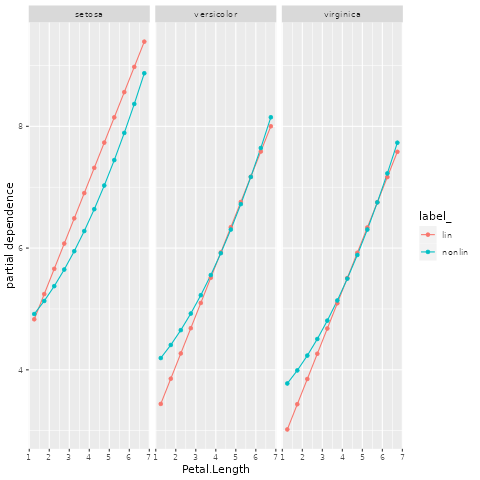 setosa versicolor virginica
8
6
4
1 2 3 4 5 6 7 1 2 3 4 5 6 7 1 2 3 4 5 6 7
Petal.Length
partial dependence
label_
lin
nonlin